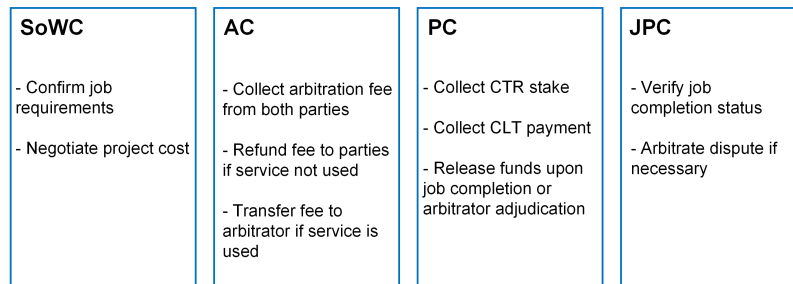 SoWC
- Confirm job
requirements
- Negotiate project cost
AC
- Collect arbitration fee
from both parties
- Refund fee to parties
if service not used
- Transfer fee to
arbitrator if service is
used
PC
- Collect CTR stake
- Collect CLT payment
- Release funds upon
job completion or
arbitrator adjudication
JPC
- Verify job
completion status
- Arbitrate dispute if
necessary